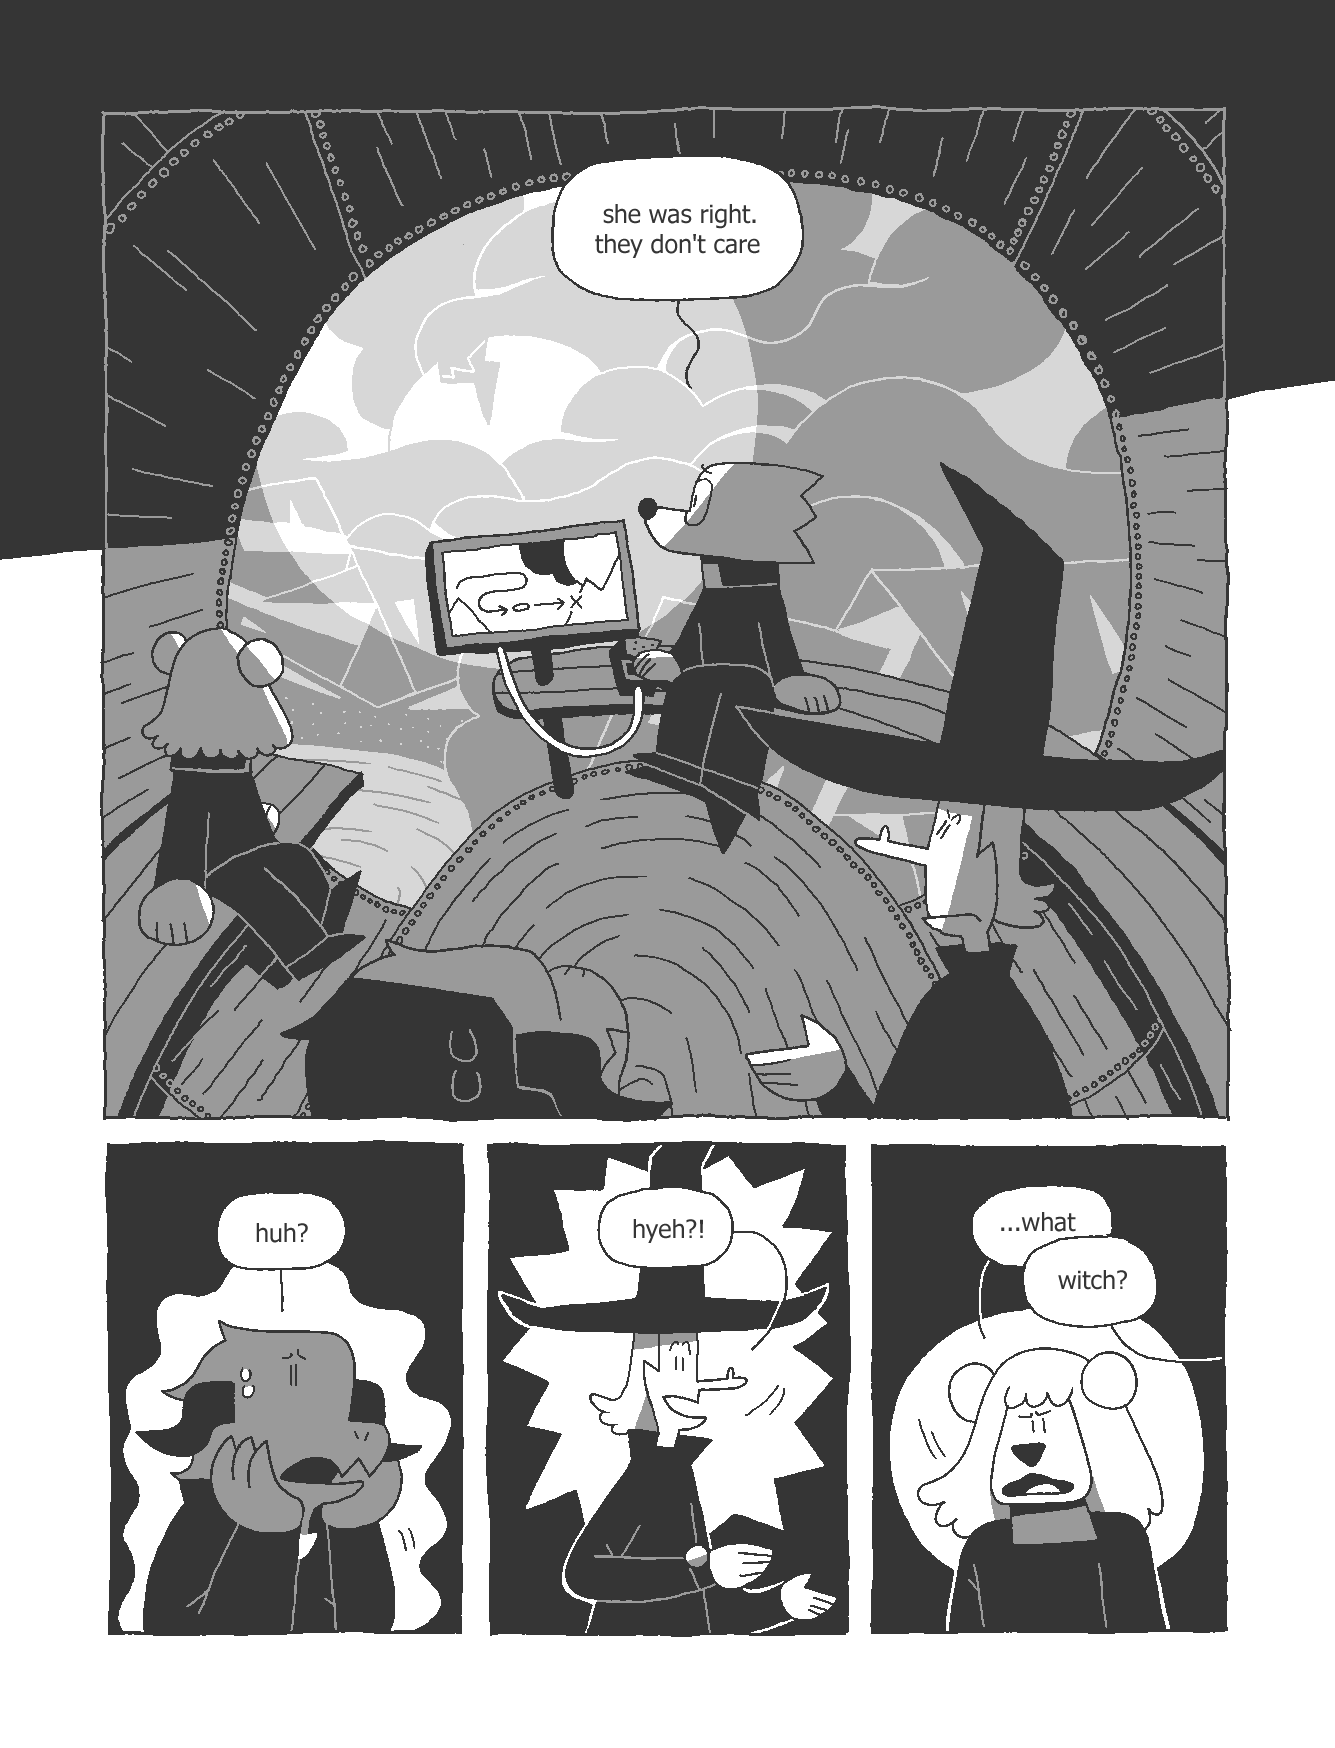 she was right.
they don't care
huh?
hyeh?!
...what
witch?